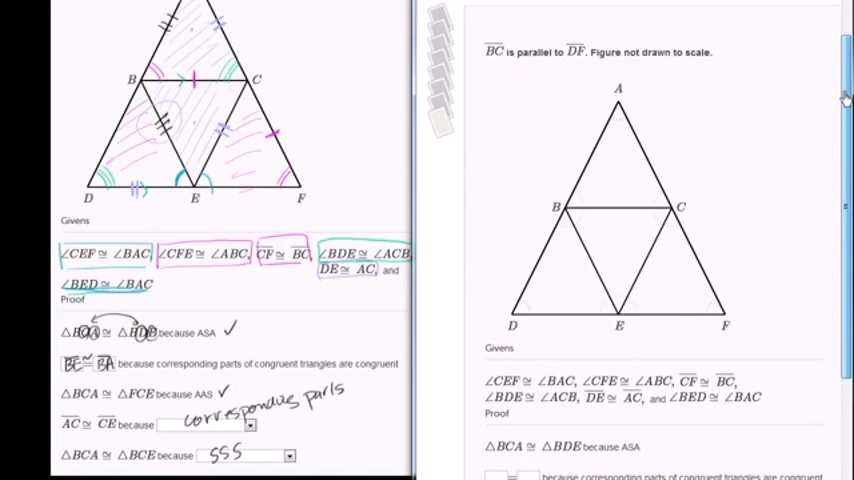 B C
D E F
Givens
∠CEF ≅ ∠BAC, ∠CFE ≅ ∠ABC, CF ≅ BC, ∠BDE ≅ ∠ACB,
DE ≅ AC, and
∠BED ≅ ∠BAC
Proof
because ASA ✓
BE ≅ BA because corresponding parts of congruent triangles are congruent
△BCA ≅ △FCE because AAS ✓
AC ≅ CE because corresponding parts
△BCA ≅ △BCE because SSS
BC is parallel to DF. Figure not drawn to scale.
A
B C
D E F
Givens
∠CEF ≅ ∠BAC, ∠CFE ≅ ∠ABC, CF ≅ BC,
∠BDE ≅ ∠ACB, DE ≅ AC, and ∠BED ≅ ∠BAC
Proof
△BCA ≅ △BDE because ASA
because corresponding parts of congruent triangles are congruent